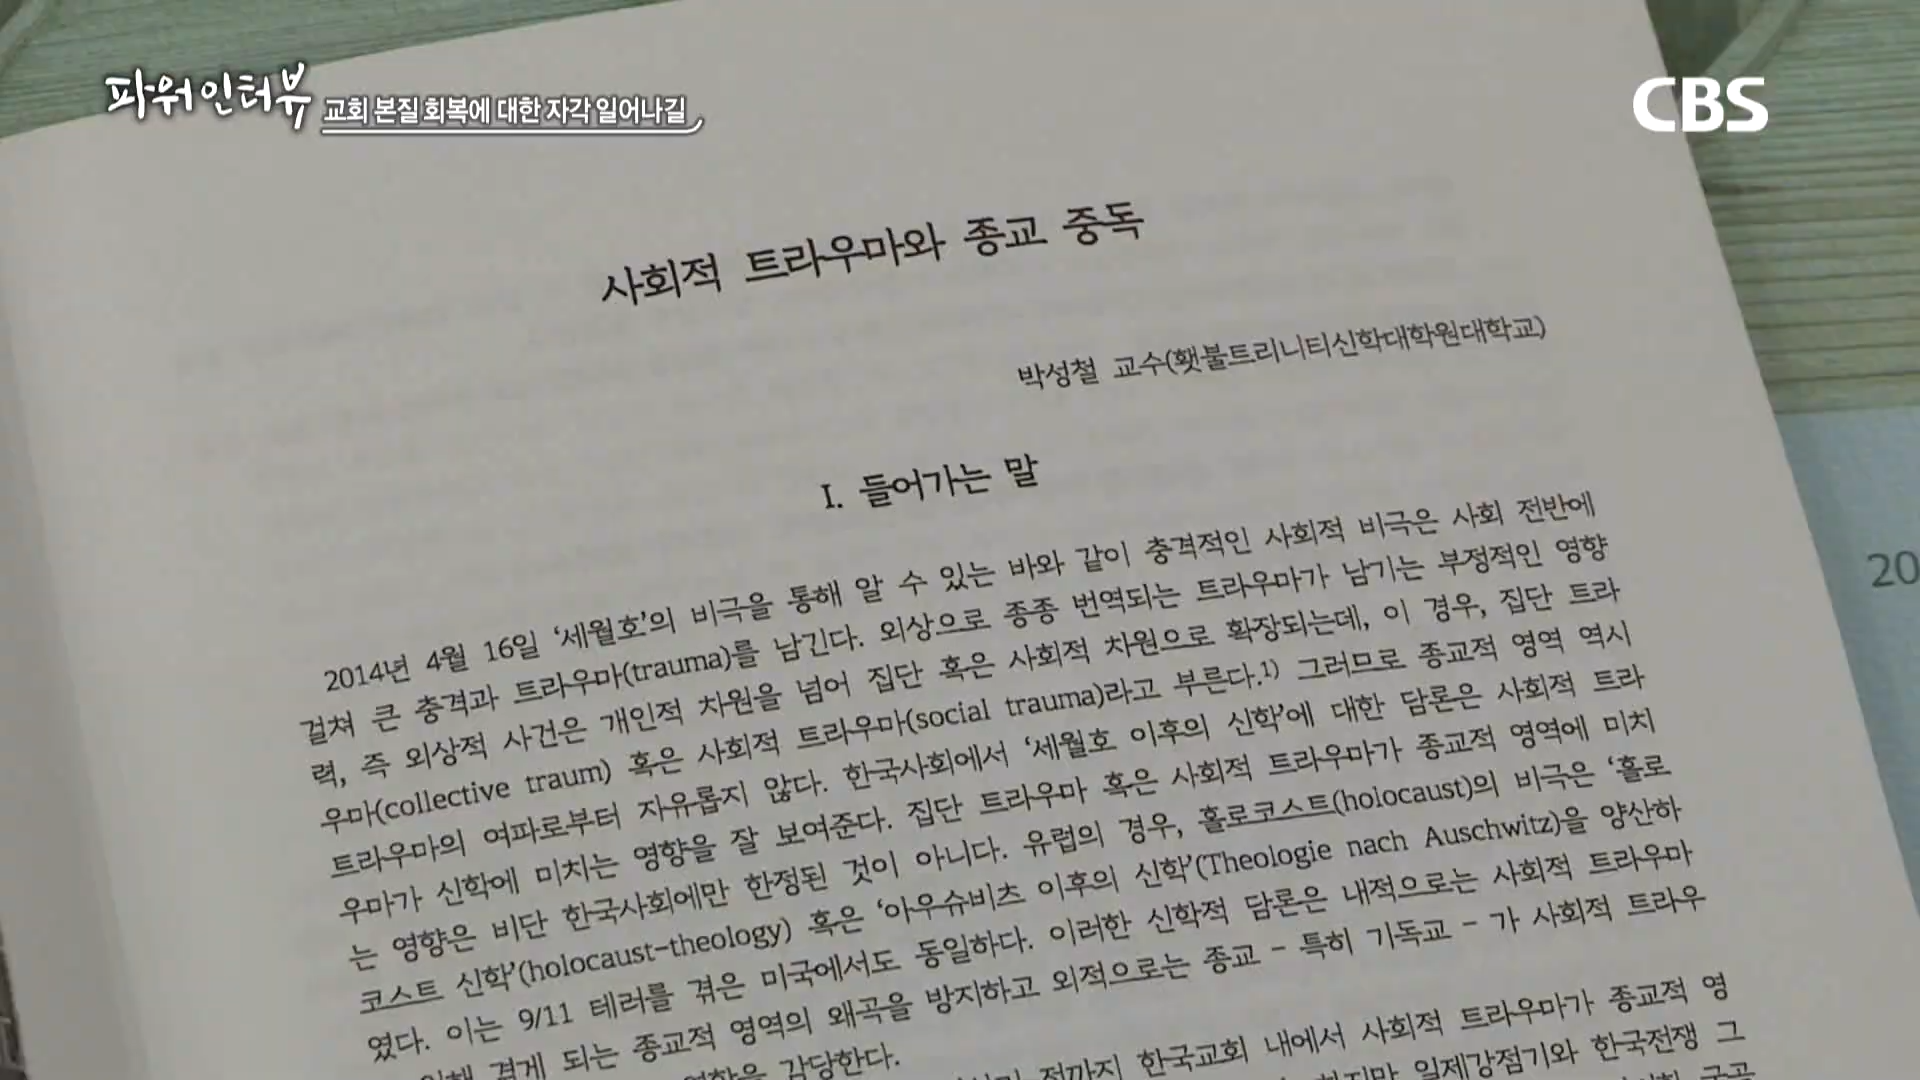 파워인터뷰 교회 본질 회복에 대한 자각 일어나길
CBS
사회적 트라우마와 종교 중독
박성철 교수(횃불트리니티신학대학원대학교)
I. 들어가는 말
2014년 4월 16일 ‘세월호’의 비극을 통해 알 수 있는 바와 같이 충격적인 사회적 비극은 사회 전반에
걸쳐 큰 충격과 트라우마(trauma)를 남긴다. 외상으로 종종 번역되는 트라우마가 남기는 부정적인 영향
력, 즉 외상적 사건은 개인적 차원을 넘어 집단 혹은 사회적 차원으로 확장되는데, 이 경우, 집단 트라
우마(collective traum) 혹은 사회적 트라우마(social trauma)라고 부른다.1) 그러므로 종교적 영역 역시
트라우마의 여파로부터 자유롭지 않다. 한국사회에서 ‘세월호 이후의 신학’에 대한 담론은 사회적 트라
우마가 신학에 미치는 영향을 잘 보여준다. 집단 트라우마 혹은 사회적 트라우마가 종교적 영역에 미치
는 영향은 비단 한국사회에만 한정된 것이 아니다. 유럽의 경우, 홀로코스트(holocaust)의 비극은 ‘홀로
코스트 신학’(holocaust-theology) 혹은 ‘아우슈비츠 이후의 신학’(Theologie nach Auschwitz)을 양산하
였다. 이는 9/11 테러를 겪은 미국에서도 동일하다. 이러한 신학적 담론은 내적으로는 사회적 트라우마
겪게 되는 종교적 영역의 왜곡을 방지하고 외적으로는 종교 - 특히 기독교 - 가 사회적 트라우
감당한다.
전까지 한국교회 내에서 사회적 트라우마가 종교적 영
일제강점기와 한국전쟁 그
20